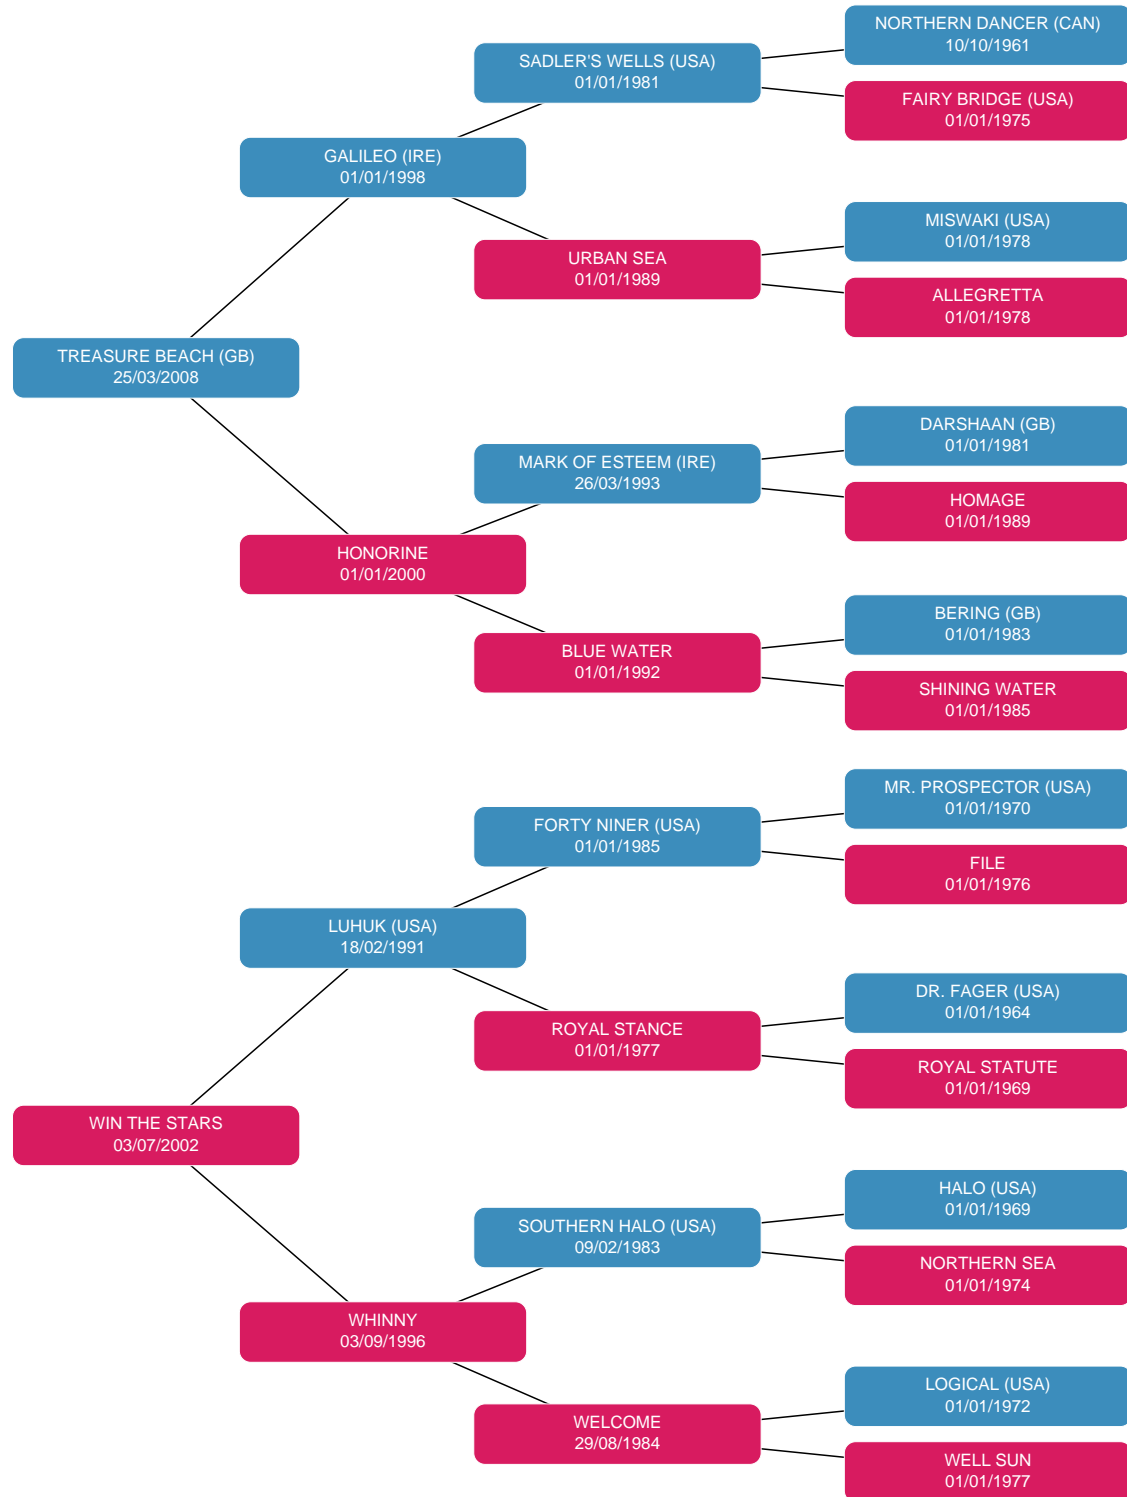 NORTHERN DANCER (CAN)
10/10/1961
SADLER'S WELLS (USA)
01/01/1981
FAIRY BRIDGE (USA)
01/01/1975
GALILEO (IRE)
01/01/1998
MISWAKI (USA)
01/01/1978
URBAN SEA
01/01/1989
ALLEGRETTA
01/01/1978
TREASURE BEACH (GB)
25/03/2008
DARSHAAN (GB)
01/01/1981
MARK OF ESTEEM (IRE)
26/03/1993
HOMAGE
01/01/1989
HONORINE
01/01/2000
BERING (GB)
01/01/1983
BLUE WATER
01/01/1992
SHINING WATER
01/01/1985
MR. PROSPECTOR (USA)
01/01/1970
FORTY NINER (USA)
01/01/1985
FILE
01/01/1976
LUHUK (USA)
18/02/1991
DR. FAGER (USA)
01/01/1964
ROYAL STANCE
01/01/1977
ROYAL STATUTE
01/01/1969
WIN THE STARS
03/07/2002
HALO (USA)
01/01/1969
SOUTHERN HALO (USA)
09/02/1983
NORTHERN SEA
01/01/1974
WHINNY
03/09/1996
LOGICAL (USA)
01/01/1972
WELCOME
29/08/1984
WELL SUN
01/01/1977